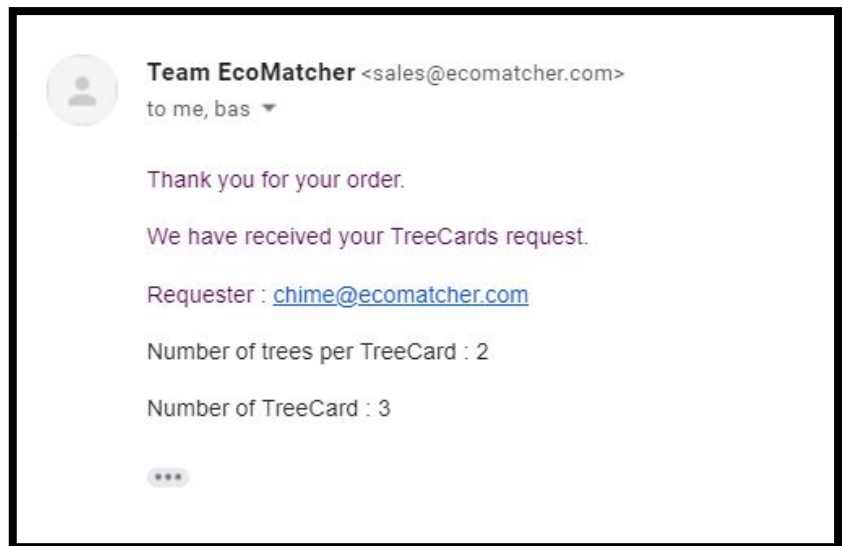 Team EcoMatcher <sales@ecomatcher.com>
to me, bas
Thank you for your order.
We have received your TreeCards request.
Requester : chime@ecomatcher.com
Number of trees per TreeCard : 2
Number of TreeCard : 3